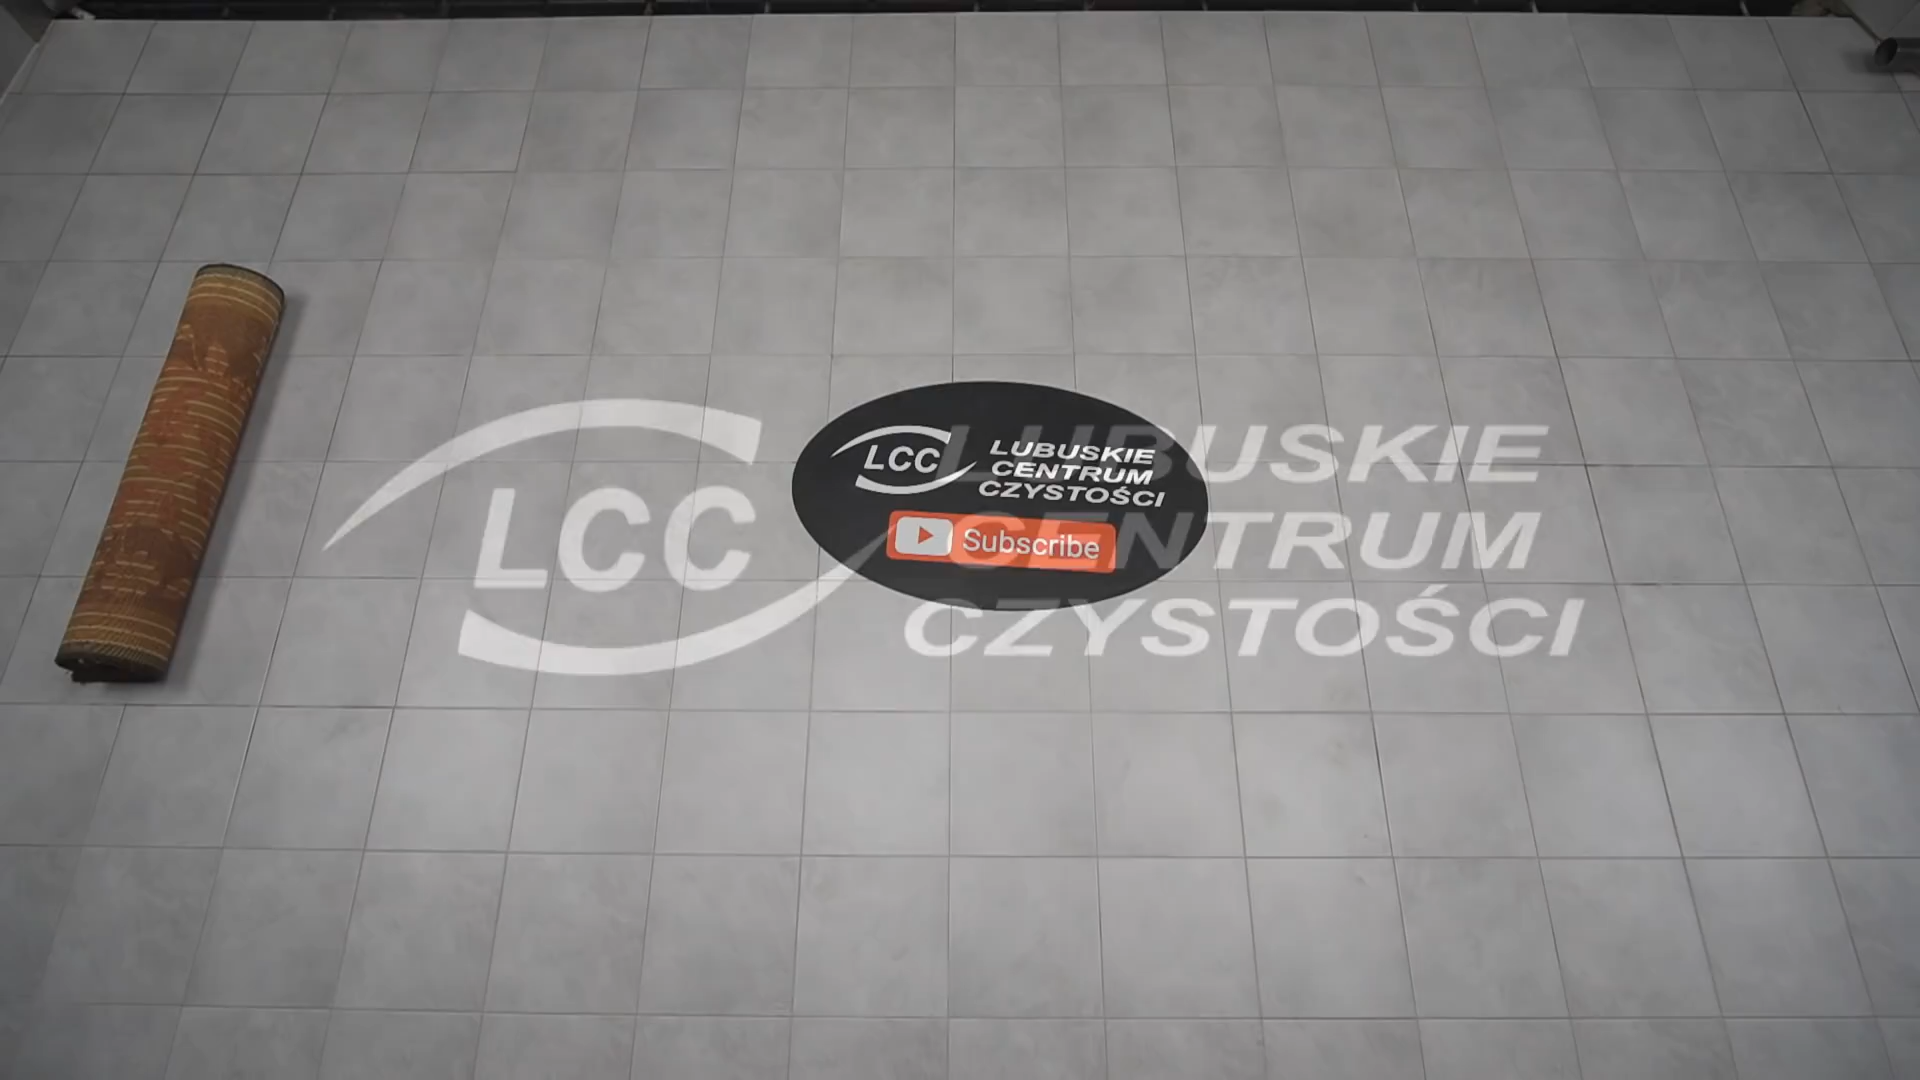 LCC
LUBUSKIE
CENTRUM
CZYSTOŚCI
LCC
LUBUSKIE
CENTRUM
CZYSTOŚCI
Subscribe